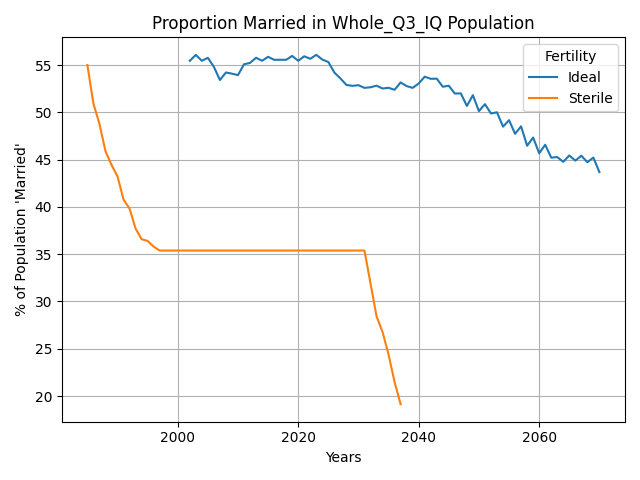 Proportion Married in Whole_Q3_IQ Population
% of Population 'Married'
55
50
45
40
35
30
25
20
Fertility
Ideal
Sterile
2000 2020 2040 2060
Years